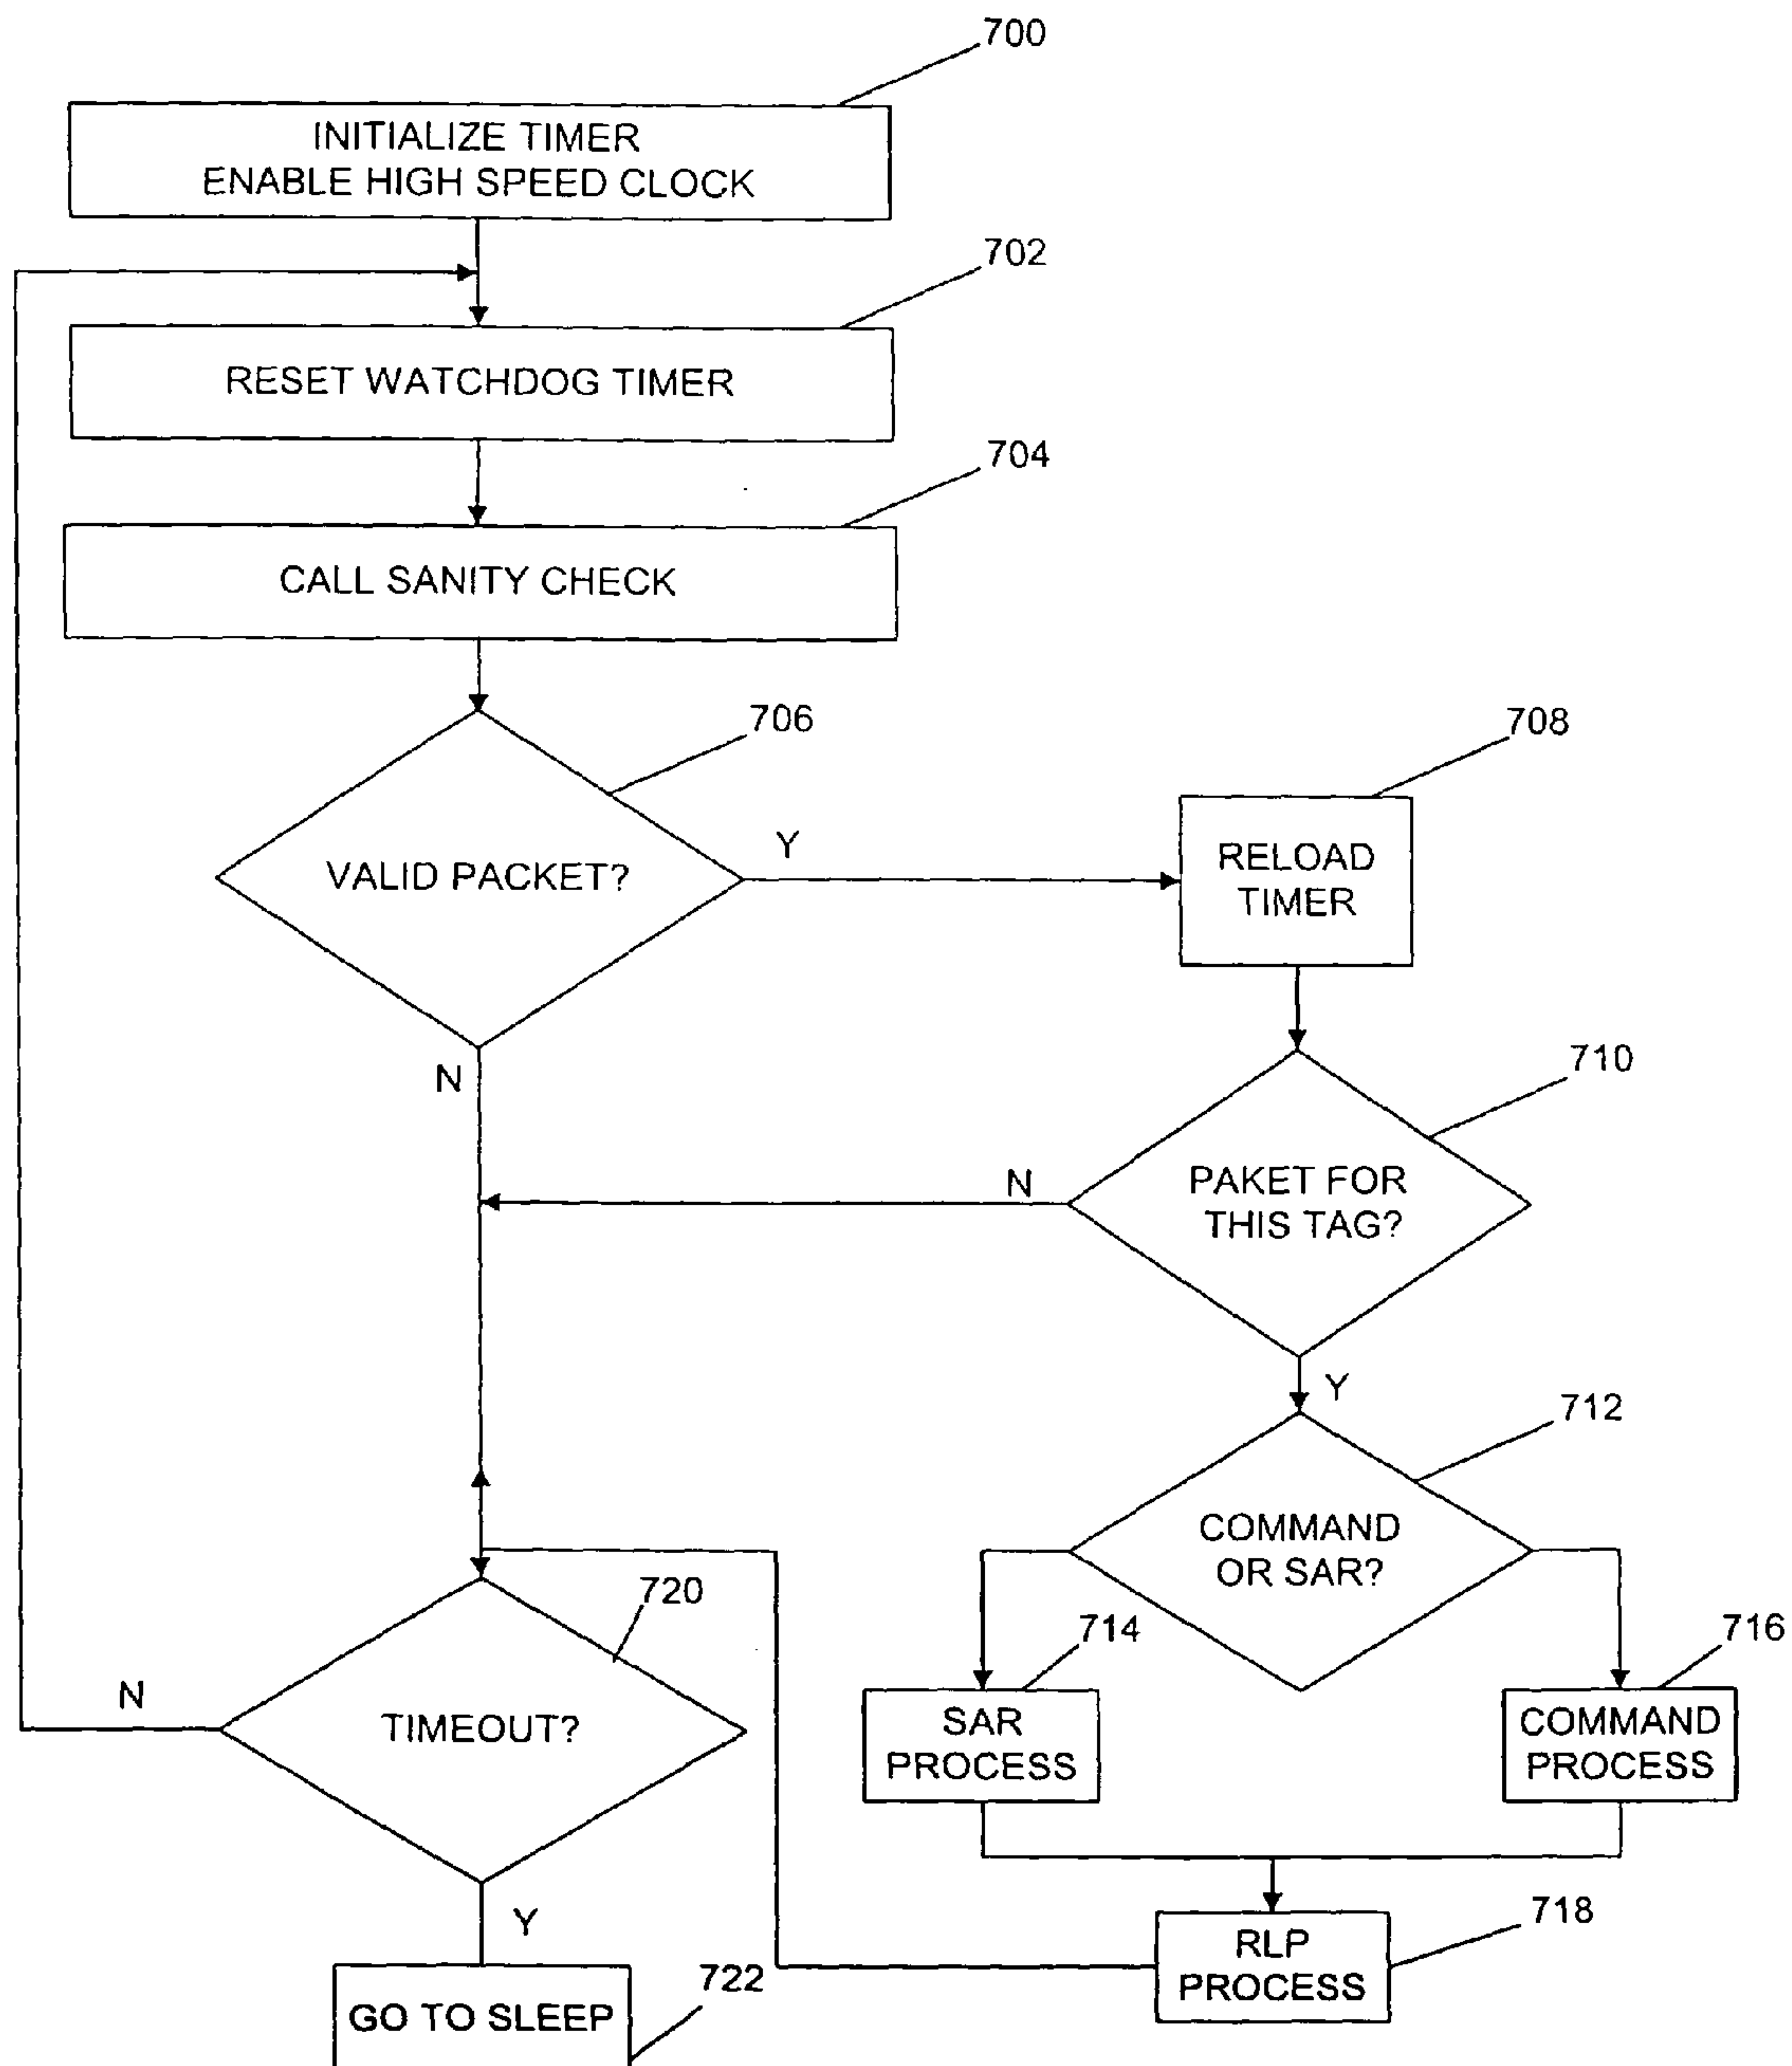 700
INITIALIZE TIMER
ENABLE HIGH SPEED CLOCK
702
RESET WATCHDOG TIMER
704
CALL SANITY CHECK
706
VALID PACKET?
Y
N
708
RELOAD
TIMER
710
PAKET FOR
THIS TAG?
N
Y
712
COMMAND
OR SAR?
714
SAR
PROCESS
716
COMMAND
PROCESS
718
RLP
PROCESS
720
TIMEOUT?
N
Y
722
GO TO SLEEP